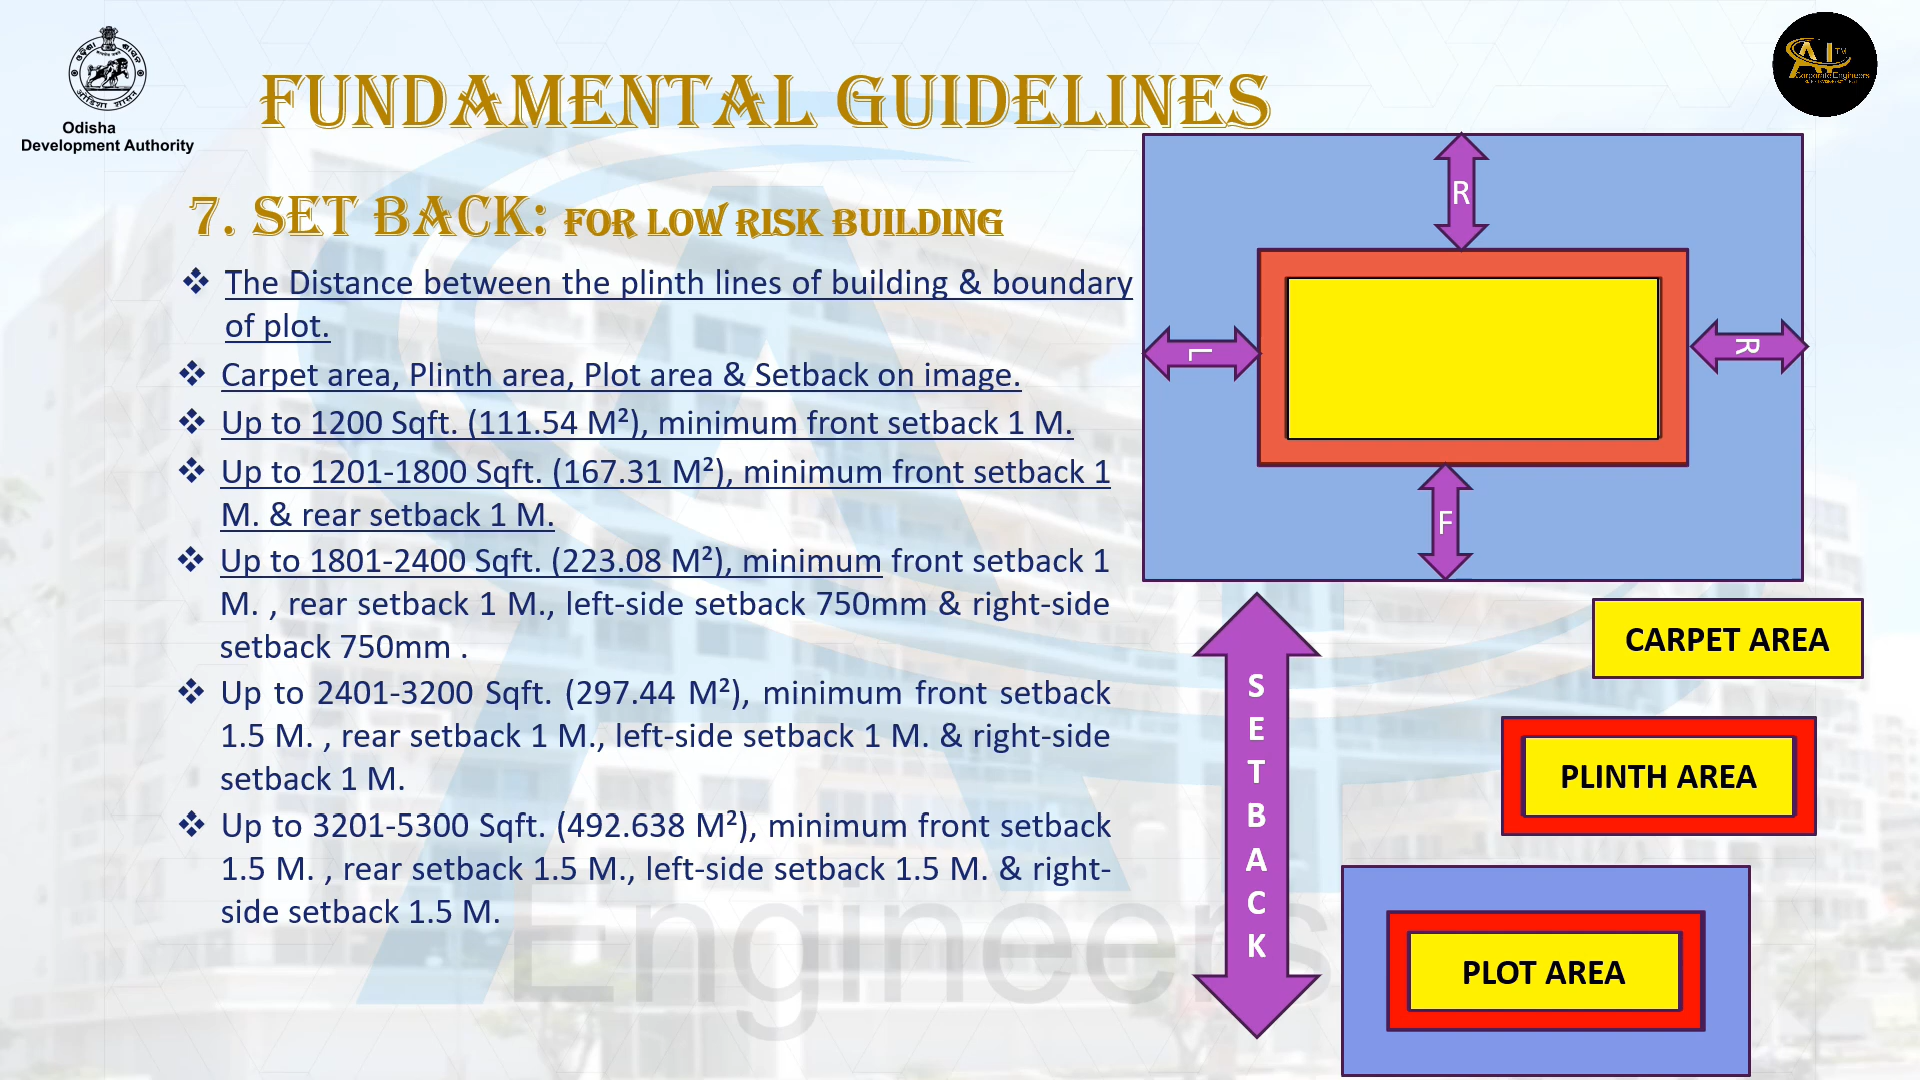 ଓଡ଼ିଶା ଶାସନ
Odisha
Development Authority
FUNDAMENTAL GUIDELINES
AI TM
Corporate Engineers
7. SET BACK: FOR LOW RISK BUILDING
❖ The Distance between the plinth lines of building & boundary
of plot.
❖ Carpet area, Plinth area, Plot area & Setback on image.
❖ Up to 1200 Sqft. (111.54 M²), minimum front setback 1 M.
❖ Up to 1201-1800 Sqft. (167.31 M²), minimum front setback 1
M. & rear setback 1 M.
❖ Up to 1801-2400 Sqft. (223.08 M²), minimum front setback 1
M. , rear setback 1 M., left-side setback 750mm & right-side
setback 750mm .
❖ Up to 2401-3200 Sqft. (297.44 M²), minimum front setback
1.5 M. , rear setback 1 M., left-side setback 1 M. & right-side
setback 1 M.
❖ Up to 3201-5300 Sqft. (492.638 M²), minimum front setback
1.5 M. , rear setback 1.5 M., left-side setback 1.5 M. & right-
side setback 1.5 M.
Engineers
R
L
R
F
SETBACK
CARPET AREA
PLINTH AREA
PLOT AREA